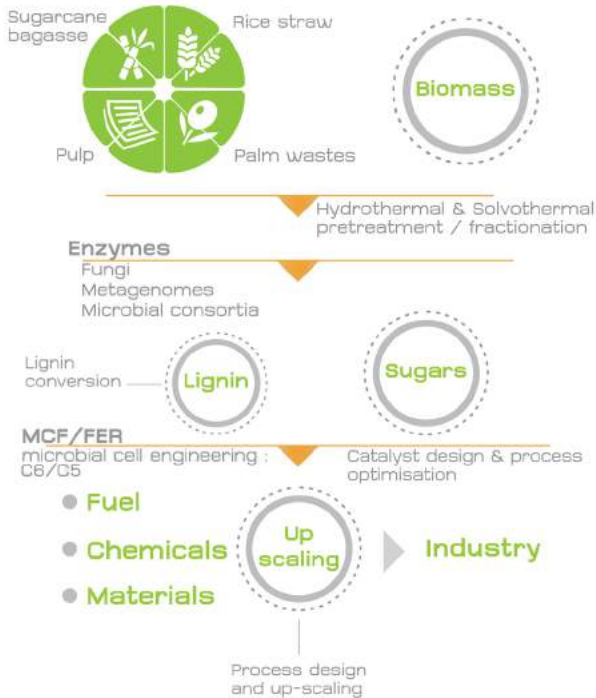 Sugarcane
bagasse
Rice straw
Biomass
Pulp
Palm wastes
Hydrothermal & Solvothermal
pretreatment / fractionation
Enzymes
Fungi
Metagenomes
Microbial consortia
Lignin
conversion
Lignin
Sugars
MCF/FER
microbial cell engineering :
C6/C5
Catalyst design & process
optimisation
Fuel
Chemicals
Materials
Up
scaling
Industry
Process design
and up-scaling